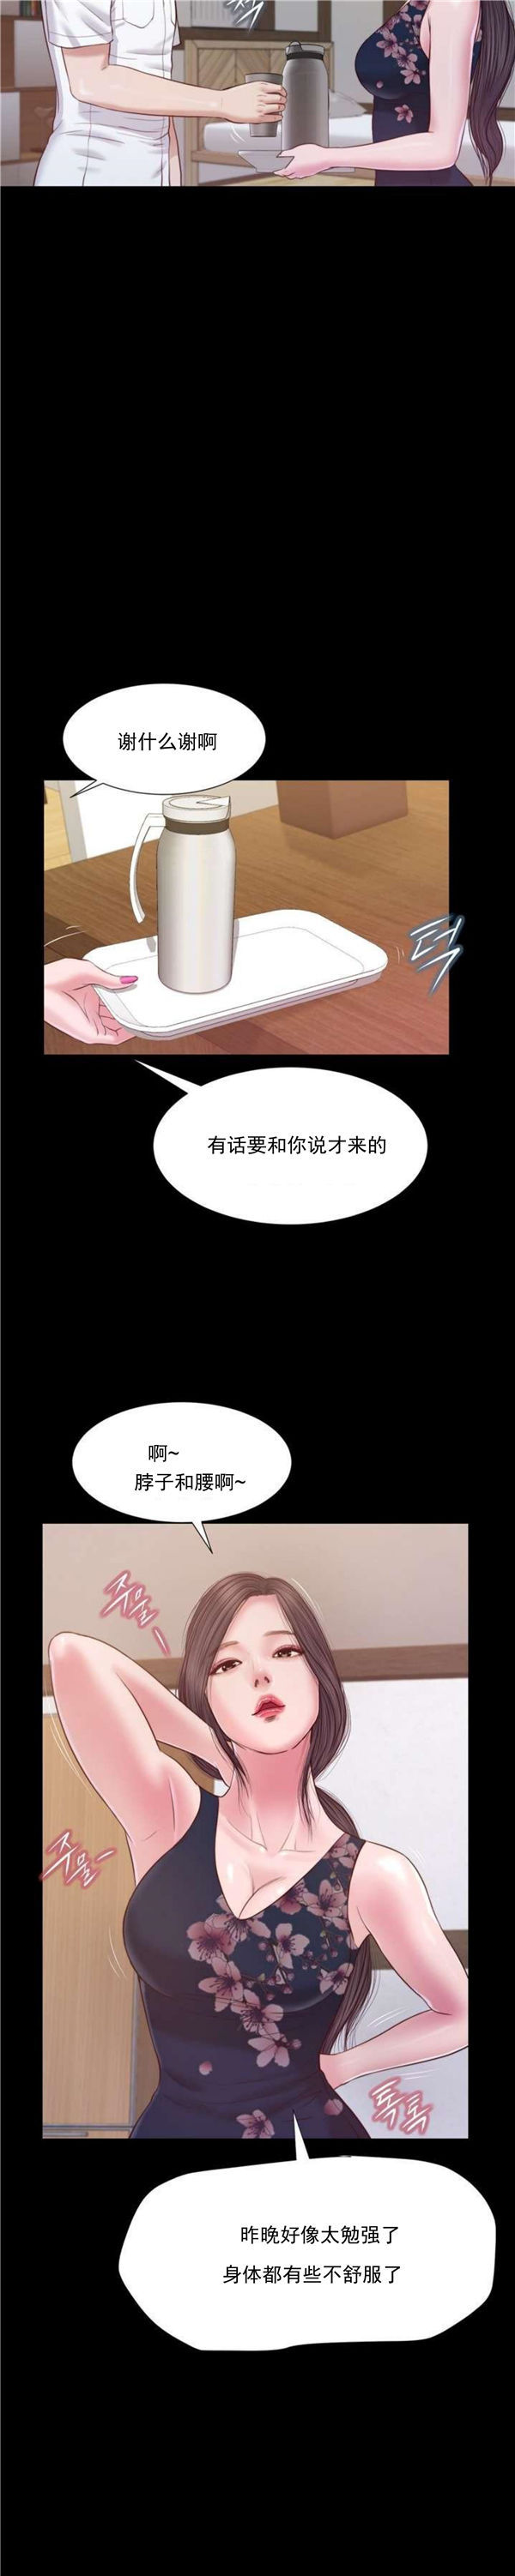 谢什么谢啊
턱
有话要和你说才来的
啊~
脖子和腰啊~
주물~
주물~
톡톡
昨晚好像太勉强了
身体都有些不舒服了